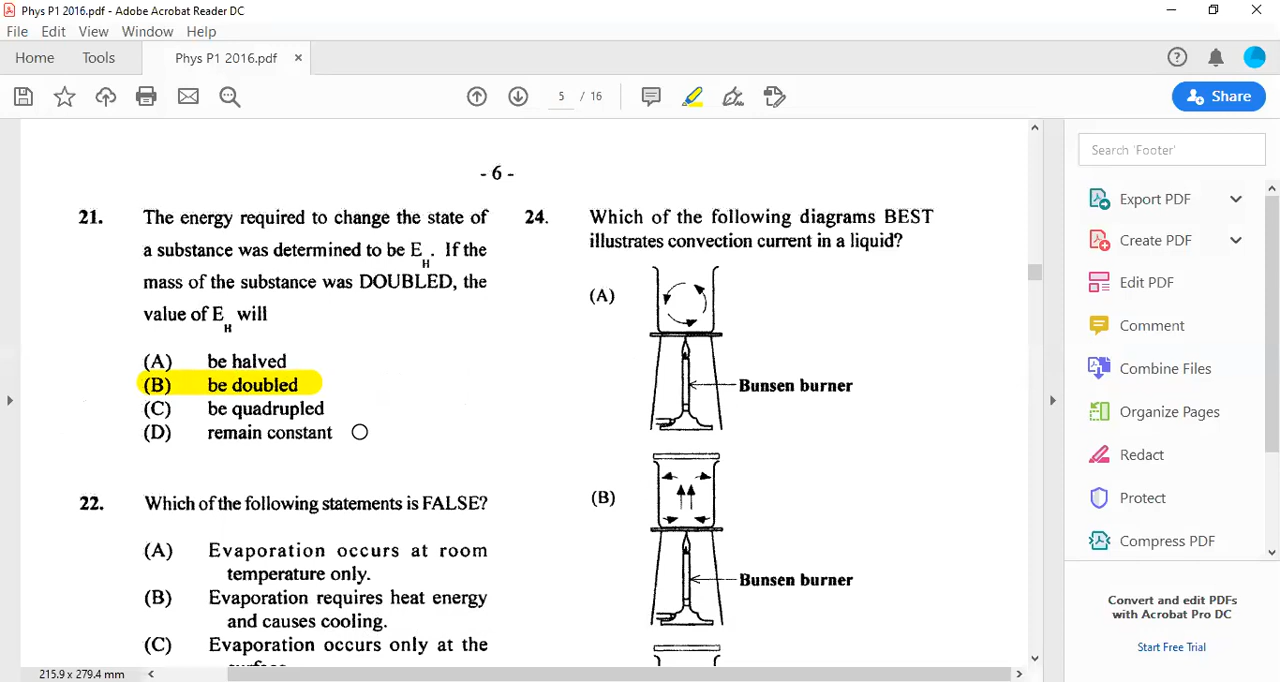 Phys P1 2016.pdf - Adobe Acrobat Reader DC
File Edit View Window Help
Home Tools Phys P1 2016.pdf ×
5 / 16
Share
- 6 -
21. The energy required to change the state of
a substance was determined to be E_H. If the
mass of the substance was DOUBLED, the
value of E_H will
(A) be halved
(B) be doubled
(C) be quadrupled
(D) remain constant
22. Which of the following statements is FALSE?
(A) Evaporation occurs at room
temperature only.
(B) Evaporation requires heat energy
and causes cooling.
(C) Evaporation occurs only at the
24. Which of the following diagrams BEST
illustrates convection current in a liquid?
(A)
Bunsen burner
(B)
Bunsen burner
Search 'Footer'
Export PDF
Create PDF
Edit PDF
Comment
Combine Files
Organize Pages
Redact
Protect
Compress PDF
Convert and edit PDFs
with Acrobat Pro DC
Start Free Trial
215.9 x 279.4 mm